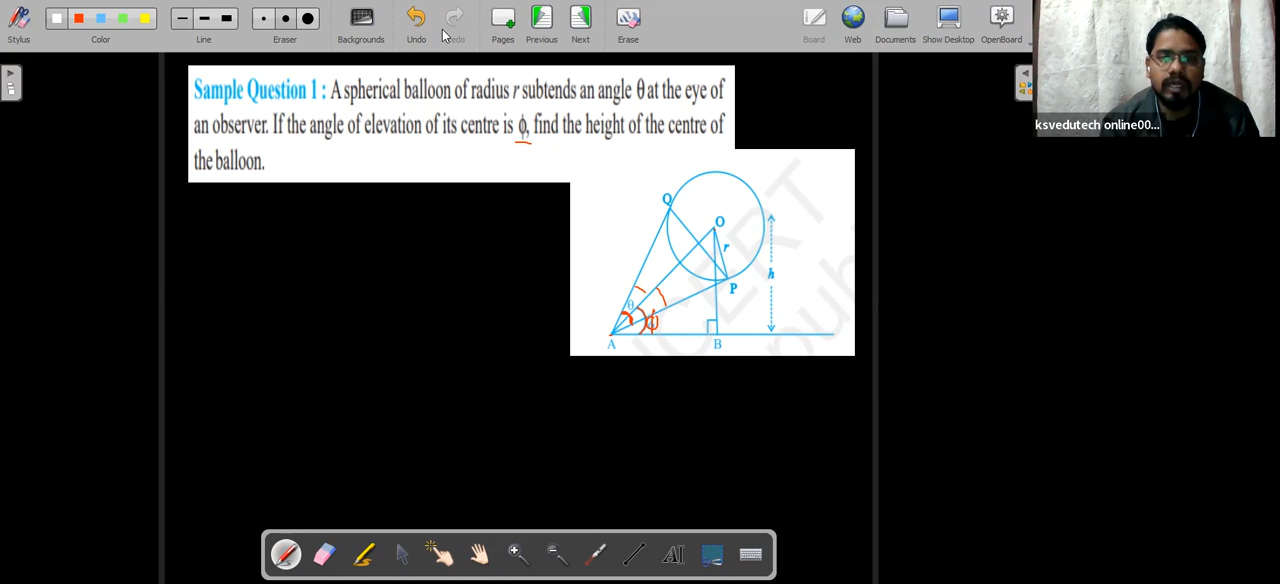 Stylus
Color
Line
Eraser
Backgrounds
Undo
Redo
Pages
Previous
Next
Erase
Board
Web
Documents
Show Desktop
OpenBoard
ksvedutech online00...
Sample Question 1 : A spherical balloon of radius r subtends an angle θ at the eye of
an observer. If the angle of elevation of its centre is ϕ, find the height of the centre of
the balloon.
Q
O
r
h
P
θ
ϕ
A
B
AI